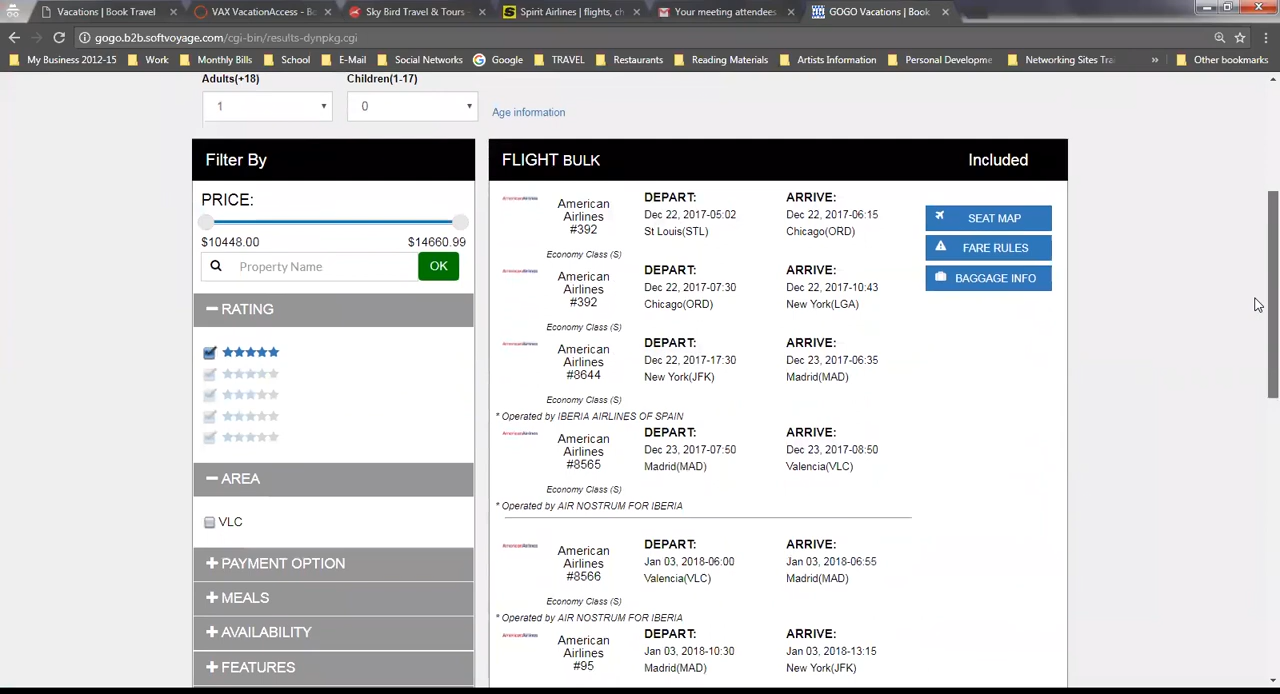 Vacations | Book Travel
VAX VacationAccess - Bo
Sky Bird Travel & Tours -
Spirit Airlines | flights, ch
Your meeting attendees
GOGO Vacations | Book
gogo.b2b.softvoyage.com/cgi-bin/results-dynpkg.cgi
My Business 2012-15
Work
Monthly Bills
School
E-Mail
Social Networks
Google
TRAVEL
Restaurants
Reading Materials
Artists Information
Personal Developme
Networking Sites Tra
»
Other bookmarks
Adults(+18)
Children(1-17)
1
0
Age information
Filter By
PRICE:
$10448.00
$14660.99
Property Name
OK
RATING
AREA
VLC
PAYMENT OPTION
MEALS
AVAILABILITY
FEATURES
FLIGHT BULK
Included
American
Airlines
#392
DEPART:
Dec 22, 2017-05:02
St Louis(STL)
ARRIVE:
Dec 22, 2017-06:15
Chicago(ORD)
Economy Class (S)
SEAT MAP
FARE RULES
BAGGAGE INFO
American
Airlines
#392
DEPART:
Dec 22, 2017-07:30
Chicago(ORD)
ARRIVE:
Dec 22, 2017-10:43
New York(LGA)
Economy Class (S)
American
Airlines
#8644
DEPART:
Dec 22, 2017-17:30
New York(JFK)
ARRIVE:
Dec 23, 2017-06:35
Madrid(MAD)
Economy Class (S)
* Operated by IBERIA AIRLINES OF SPAIN
American
Airlines
#8565
DEPART:
Dec 23, 2017-07:50
Madrid(MAD)
ARRIVE:
Dec 23, 2017-08:50
Valencia(VLC)
Economy Class (S)
* Operated by AIR NOSTRUM FOR IBERIA
American
Airlines
#8566
DEPART:
Jan 03, 2018-06:00
Valencia(VLC)
ARRIVE:
Jan 03, 2018-06:55
Madrid(MAD)
Economy Class (S)
* Operated by AIR NOSTRUM FOR IBERIA
American
Airlines
#95
DEPART:
Jan 03, 2018-10:30
Madrid(MAD)
ARRIVE:
Jan 03, 2018-13:15
New York(JFK)